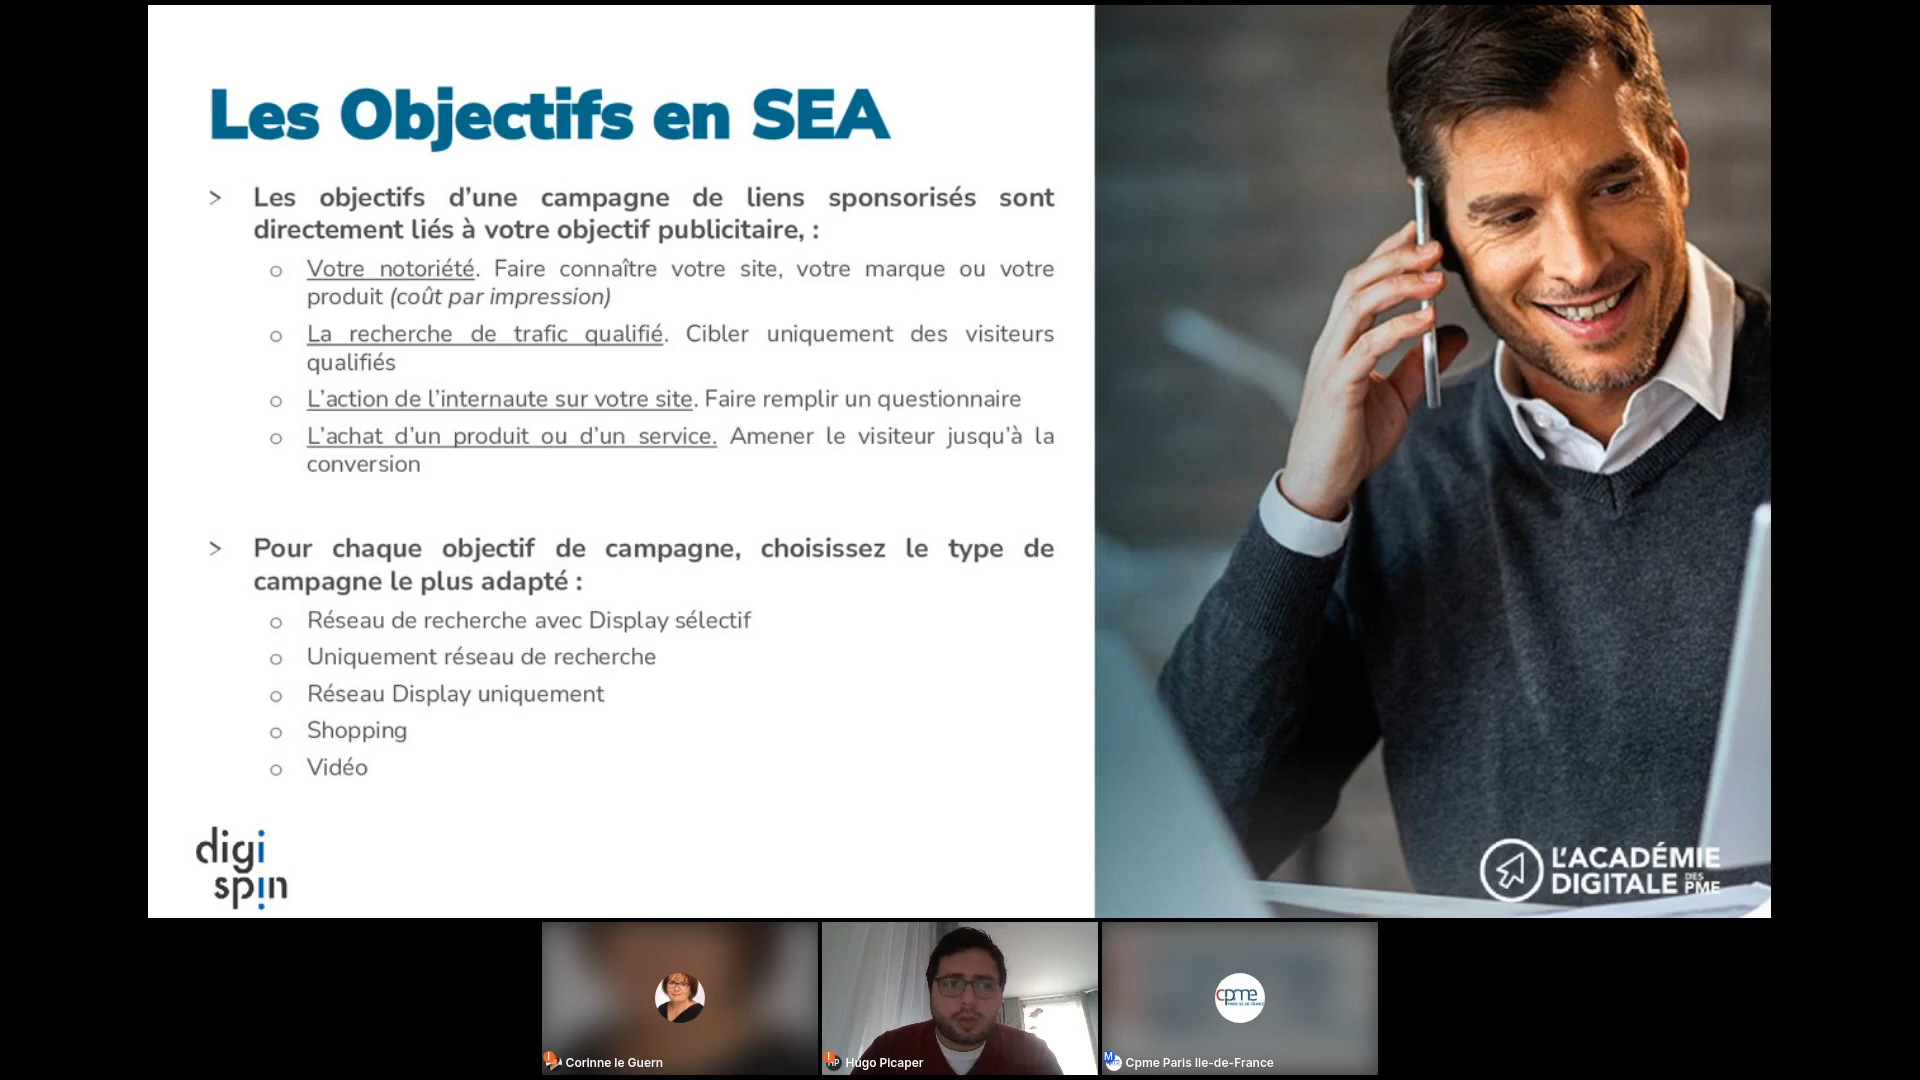 Les Objectifs en SEA
> Les objectifs d’une campagne de liens sponsorisés sont
directement liés à votre objectif publicitaire, :
o Votre notoriété. Faire connaître votre site, votre marque ou votre
produit (coût par impression)
o La recherche de trafic qualifié. Cibler uniquement des visiteurs
qualifiés
o L’action de l’internaute sur votre site. Faire remplir un questionnaire
o L’achat d’un produit ou d’un service. Amener le visiteur jusqu’à la
conversion
> Pour chaque objectif de campagne, choisissez le type de
campagne le plus adapté :
o Réseau de recherche avec Display sélectif
o Uniquement réseau de recherche
o Réseau Display uniquement
o Shopping
o Vidéo
digi
spin
L’ACADÉMIE
DIGITALE DES PME
cpme
PARIS ILE-DE-FRANCE
Corinne le Guern
HP Hugo Picaper
M Cpme Paris Ile-de-France